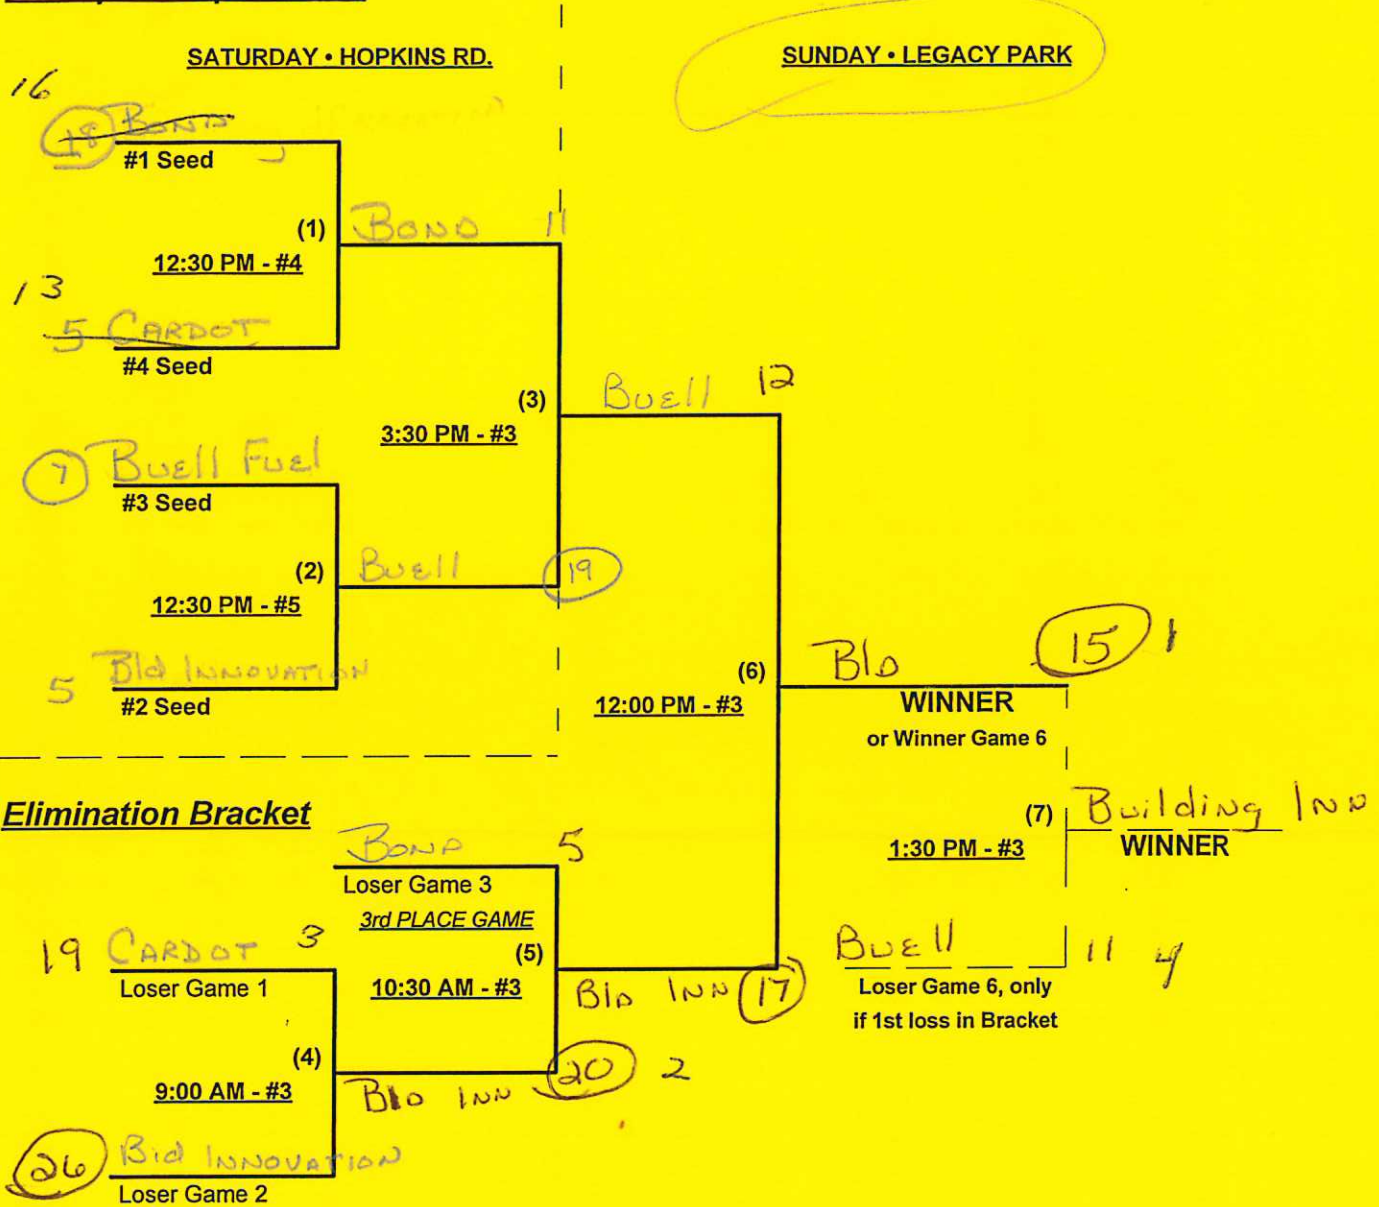 SATURDAY • HOPKINS RD.
SUNDAY • LEGACY PARK
16
18 BOND
#1 Seed
(1)
12:30 PM - #4
BOND 11
13
5 CARDOT
#4 Seed
(3)
3:30 PM - #3
BUEll 12
7 BUEll FUEl
#3 Seed
(2)
12:30 PM - #5
BUEll 19
5 Bld INNOVATION
#2 Seed
(6)
12:00 PM - #3
BlD 15 1
WINNER
or Winner Game 6
(7)
1:30 PM - #3
Building INN
WINNER
BUEll 11 4
Loser Game 6, only
if 1st loss in Bracket
Elimination Bracket
BOND 5
Loser Game 3
3rd PLACE GAME
(5)
10:30 AM - #3
BlD INN 17
19 CARDOT 3
Loser Game 1
(4)
9:00 AM - #3
BlD INN 20 2
26 Bld INNOVATION
Loser Game 2